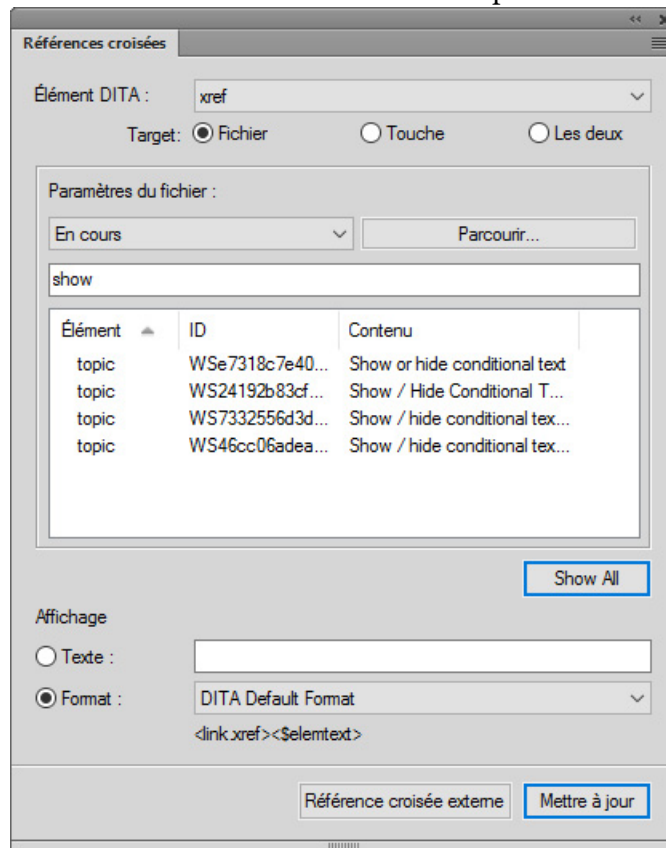 Références croisées
Élément DITA : xref
Target: Fichier Touche Les deux
Paramètres du fichier :
En cours Parcourir...
show
Élément ID Contenu
topic WSe7318c7e40... Show or hide conditional text
topic WS24192b83cf... Show / Hide Conditional T...
topic WS7332556d3d... Show / hide conditional tex...
topic WS46cc06adea... Show / hide conditional tex...
Show All
Affichage
Texte :
Format : DITA Default Format
<link.xref><$elemtext>
Référence croisée externe Mettre à jour